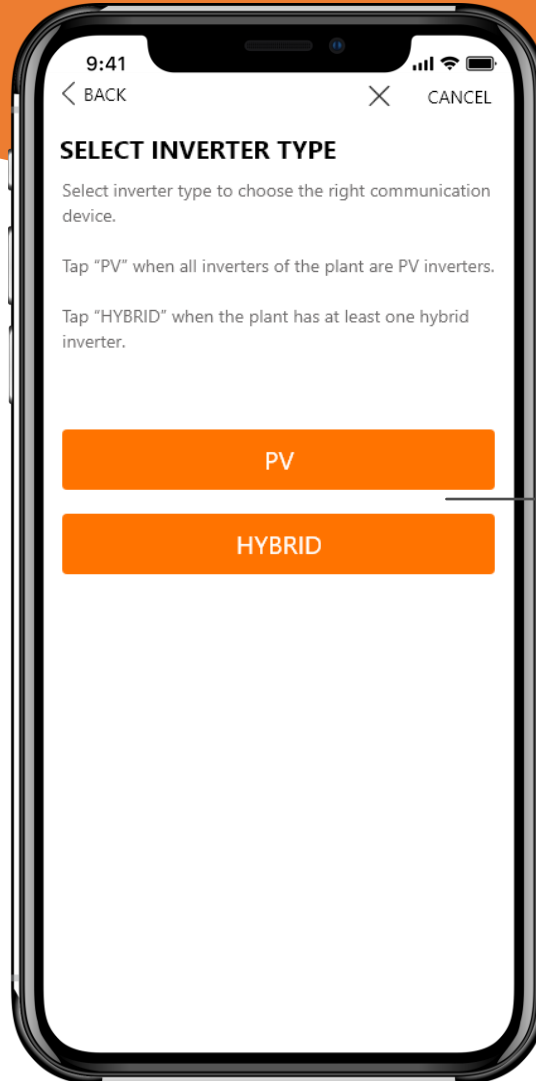 9:41
BACK
CANCEL
SELECT INVERTER TYPE
Select inverter type to choose the right communication
device.
Tap “PV” when all inverters of the plant are PV inverters.
Tap “HYBRID” when the plant has at least one hybrid
inverter.
PV
HYBRID